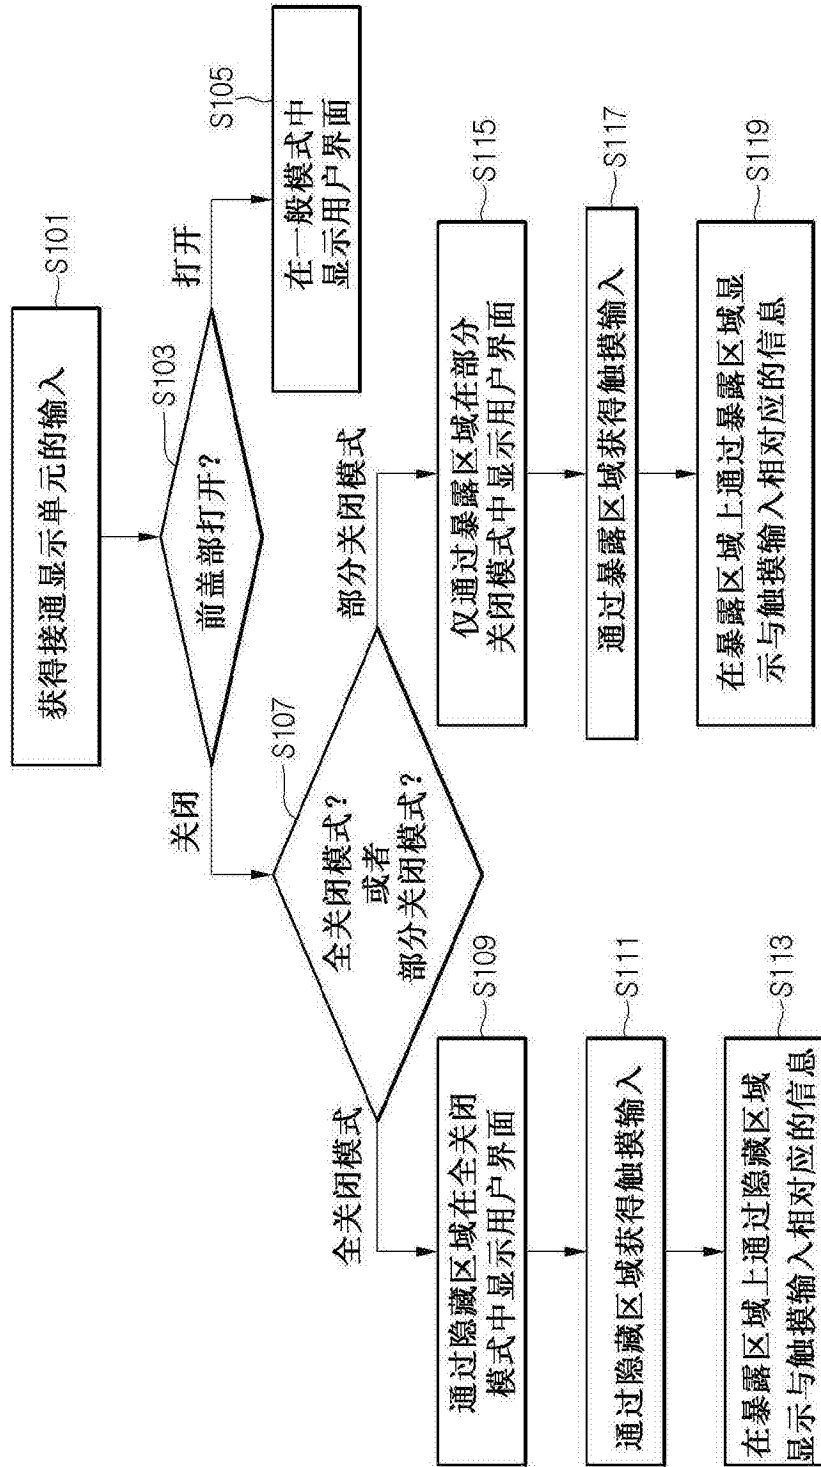 获得接通显示单元的输入
S101
前盖部打开?
S103
打开
在一般模式中
显示用户界面
S105
关闭
全关闭模式?
或者
部分关闭模式?
S107
全关闭模式
通过隐藏区域在全关闭
模式中显示用户界面
S109
通过隐藏区域获得触摸输入
S111
在暴露区域上通过隐藏区域
显示与触摸输入相对应的信息
S113
部分关闭模式
仅通过暴露区域在部分
关闭模式中显示用户界面
S115
通过暴露区域获得触摸输入
S117
在暴露区域上通过暴露区域显
示与触摸输入相对应的信息
S119